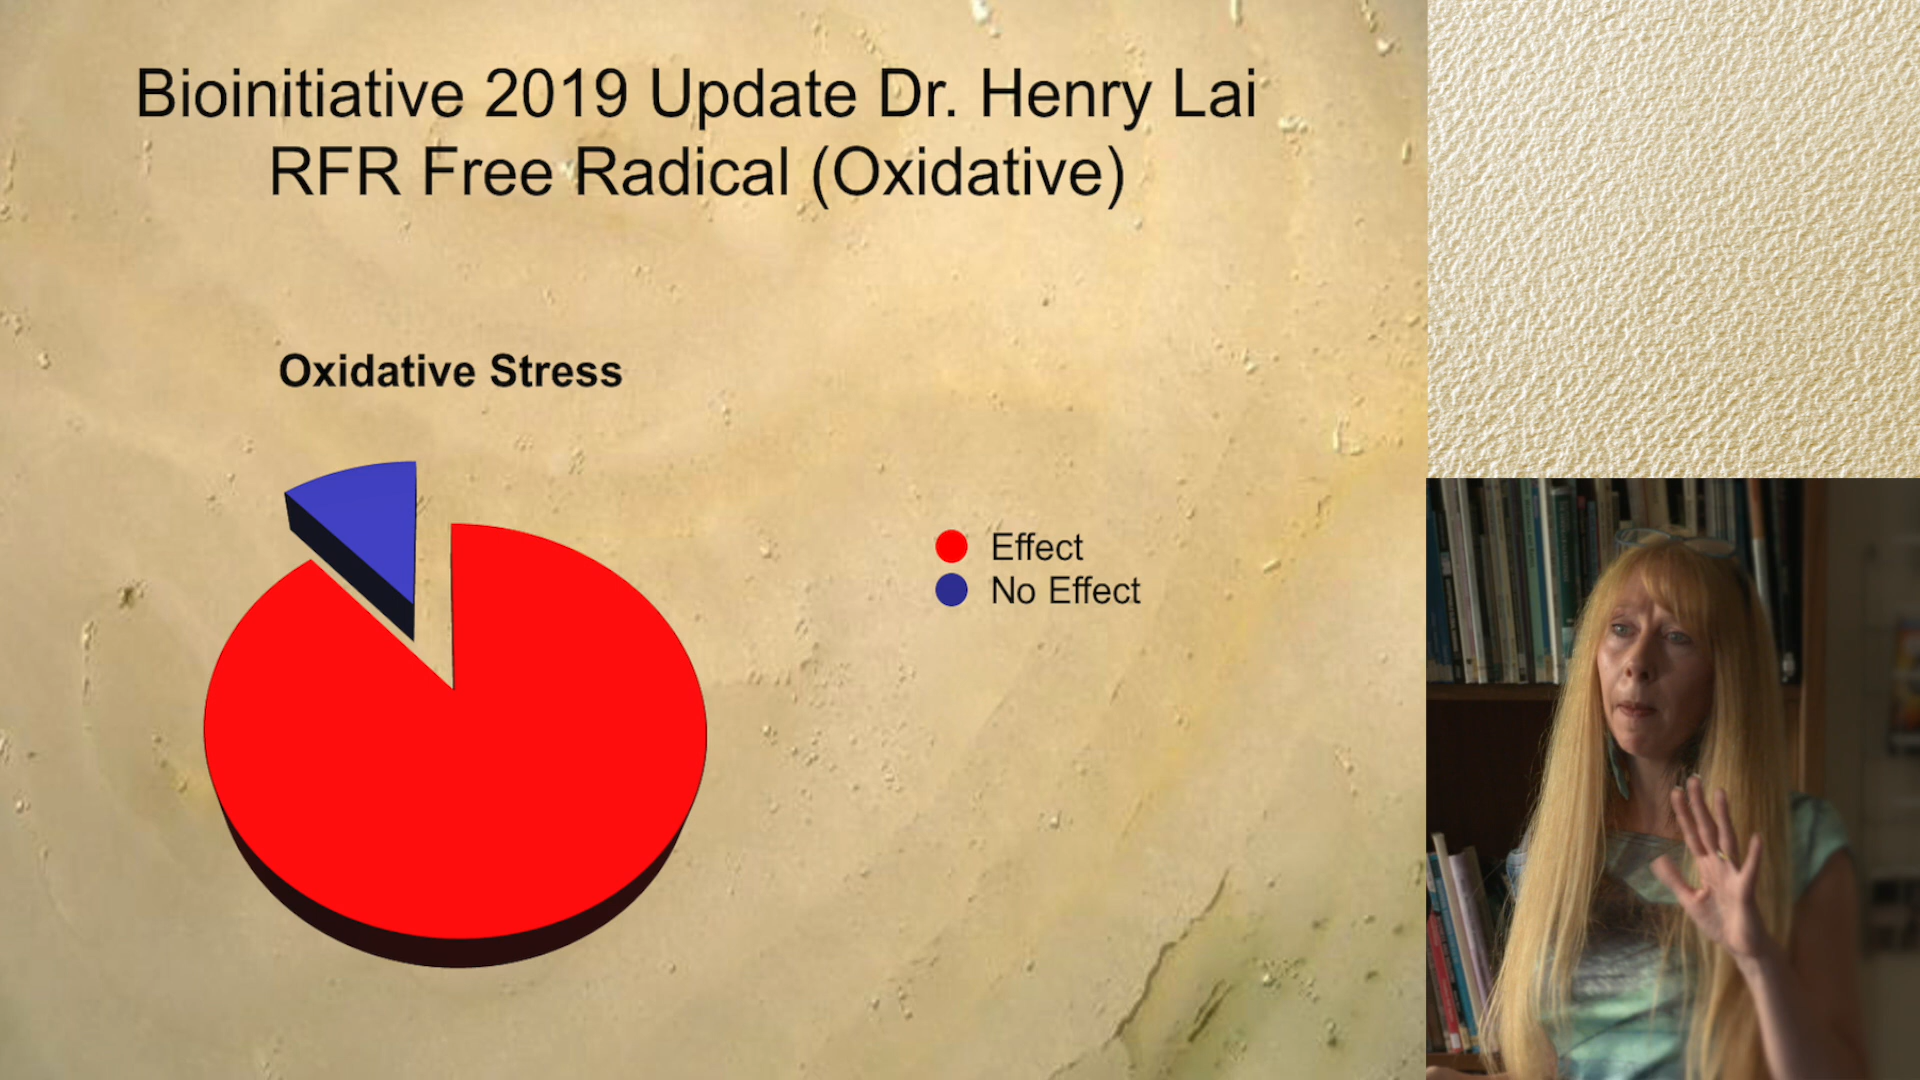 Bioinitiative 2019 Update Dr. Henry Lai
RFR Free Radical (Oxidative)
Oxidative Stress
Effect
No Effect